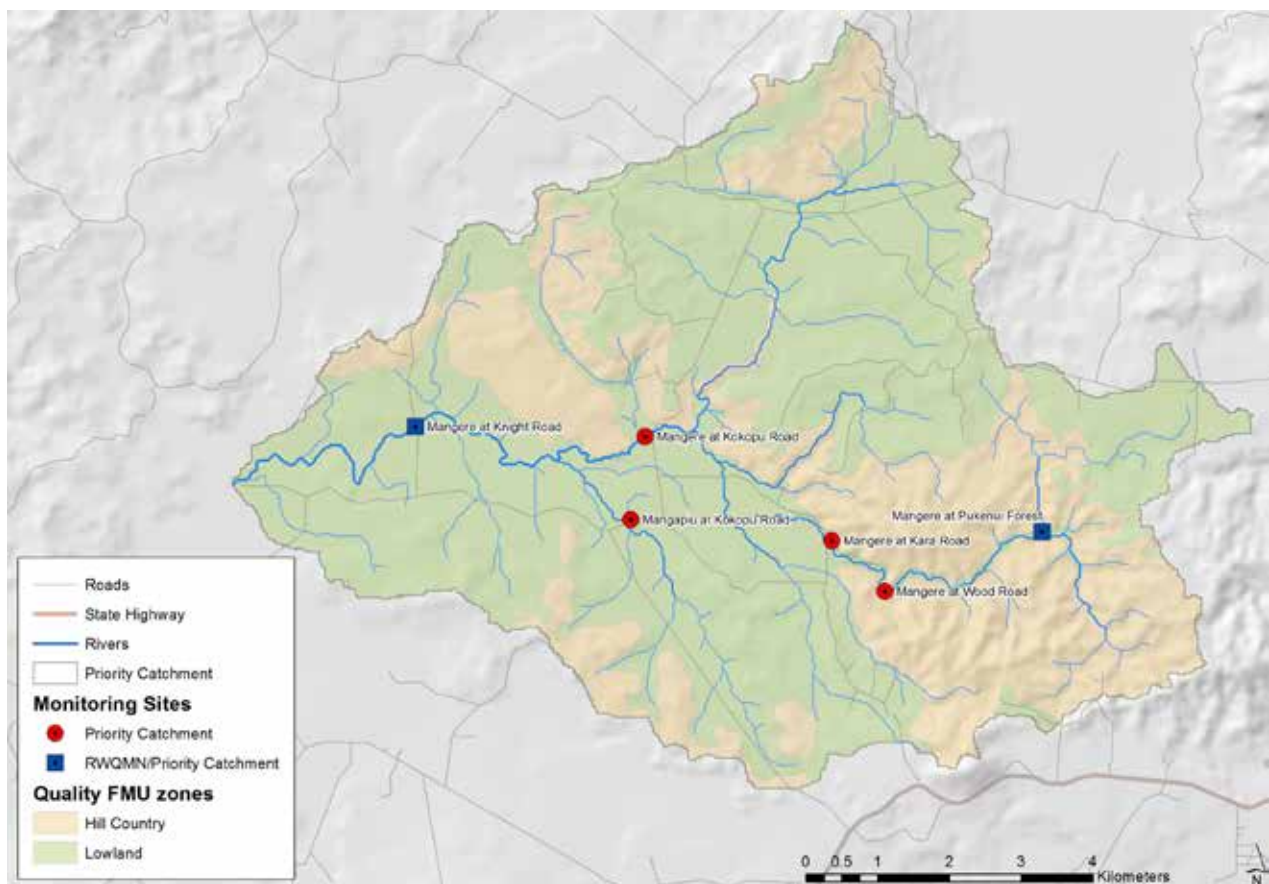 Mangere at Knight Road
Mangere at Kokopu Road
Mangapiu at Kokopu Road
Mangere at Pukenui Forest
Mangere at Kara Road
Mangere at Wood Road
Roads
State Highway
Rivers
Priority Catchment
Monitoring Sites
Priority Catchment
RWQMN/Priority Catchment
Quality FMU zones
Hill Country
Lowland
0 0.5 1 2 3 4
Kilometers
N